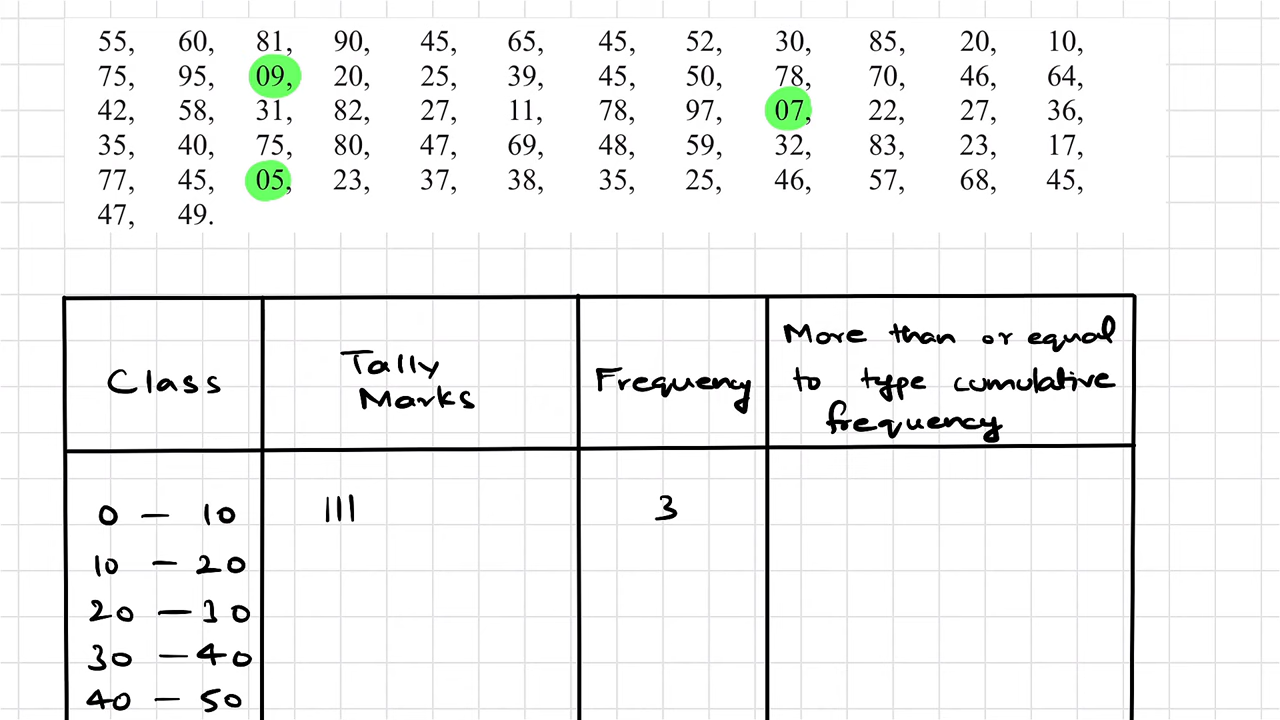 55, 60, 81, 90, 45, 65, 45, 52, 30, 85, 20, 10,
75, 95, 09, 20, 25, 39, 45, 50, 78, 70, 46, 64,
42, 58, 31, 82, 27, 11, 78, 97, 07, 22, 27, 36,
35, 40, 75, 80, 47, 69, 48, 59, 32, 83, 23, 17,
77, 45, 05, 23, 37, 38, 35, 25, 46, 57, 68, 45,
47, 49.
Class
Tally
Marks
Frequency
More than or equal
to type cumulative
frequency
0 – 10 ||| 3
10 – 20
20 – 30
30 – 40
40 – 50